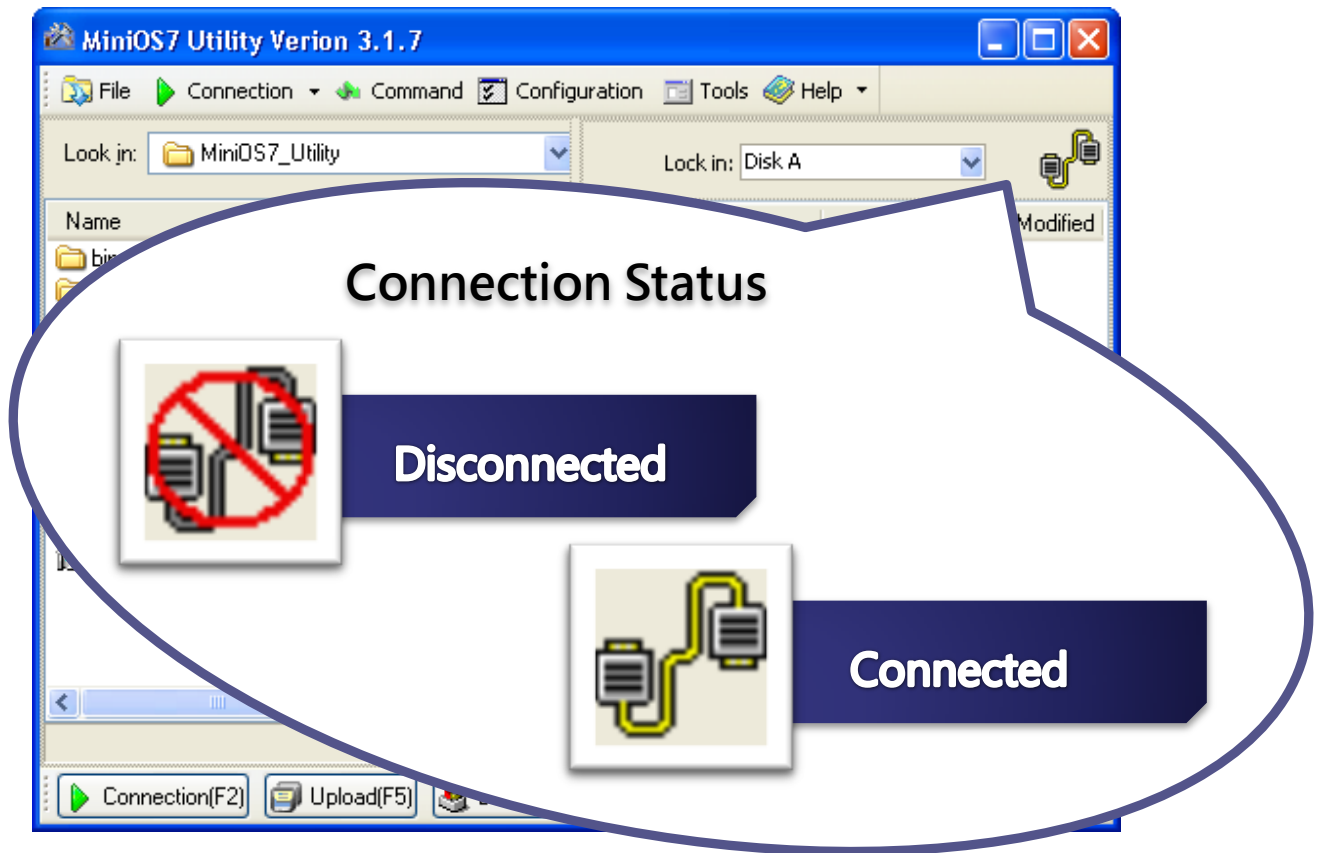 MiniOS7 Utility Verion 3.1.7
File Connection Command Configuration Tools Help
Look in: MiniOS7_Utility
Lock in: Disk A
Name Modified
Connection Status
Disconnected
Connected
Connection(F2) Upload(F5)